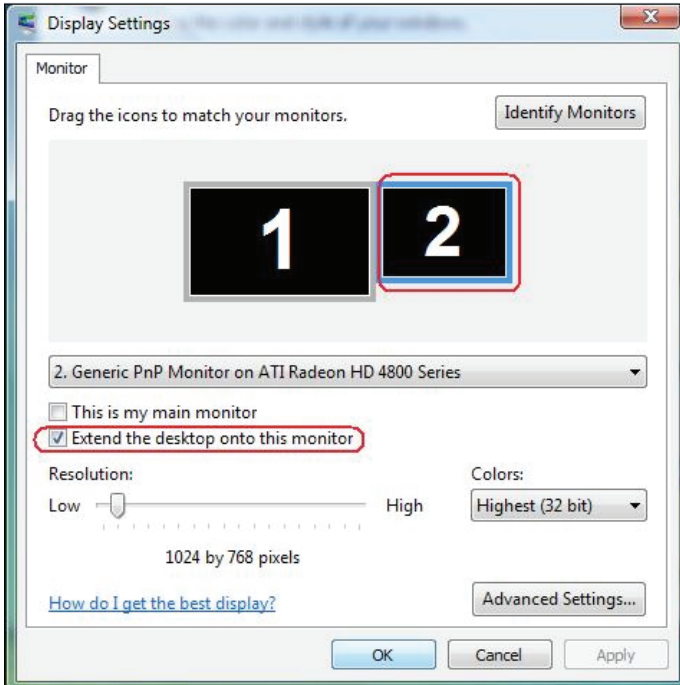 Display Settings
Monitor
Drag the icons to match your monitors.
Identify Monitors
1
2
2. Generic PnP Monitor on ATI Radeon HD 4800 Series
This is my main monitor
Extend the desktop onto this monitor
Resolution:
Colors:
Low
High
Highest (32 bit)
1024 by 768 pixels
How do I get the best display?
Advanced Settings...
OK
Cancel
Apply